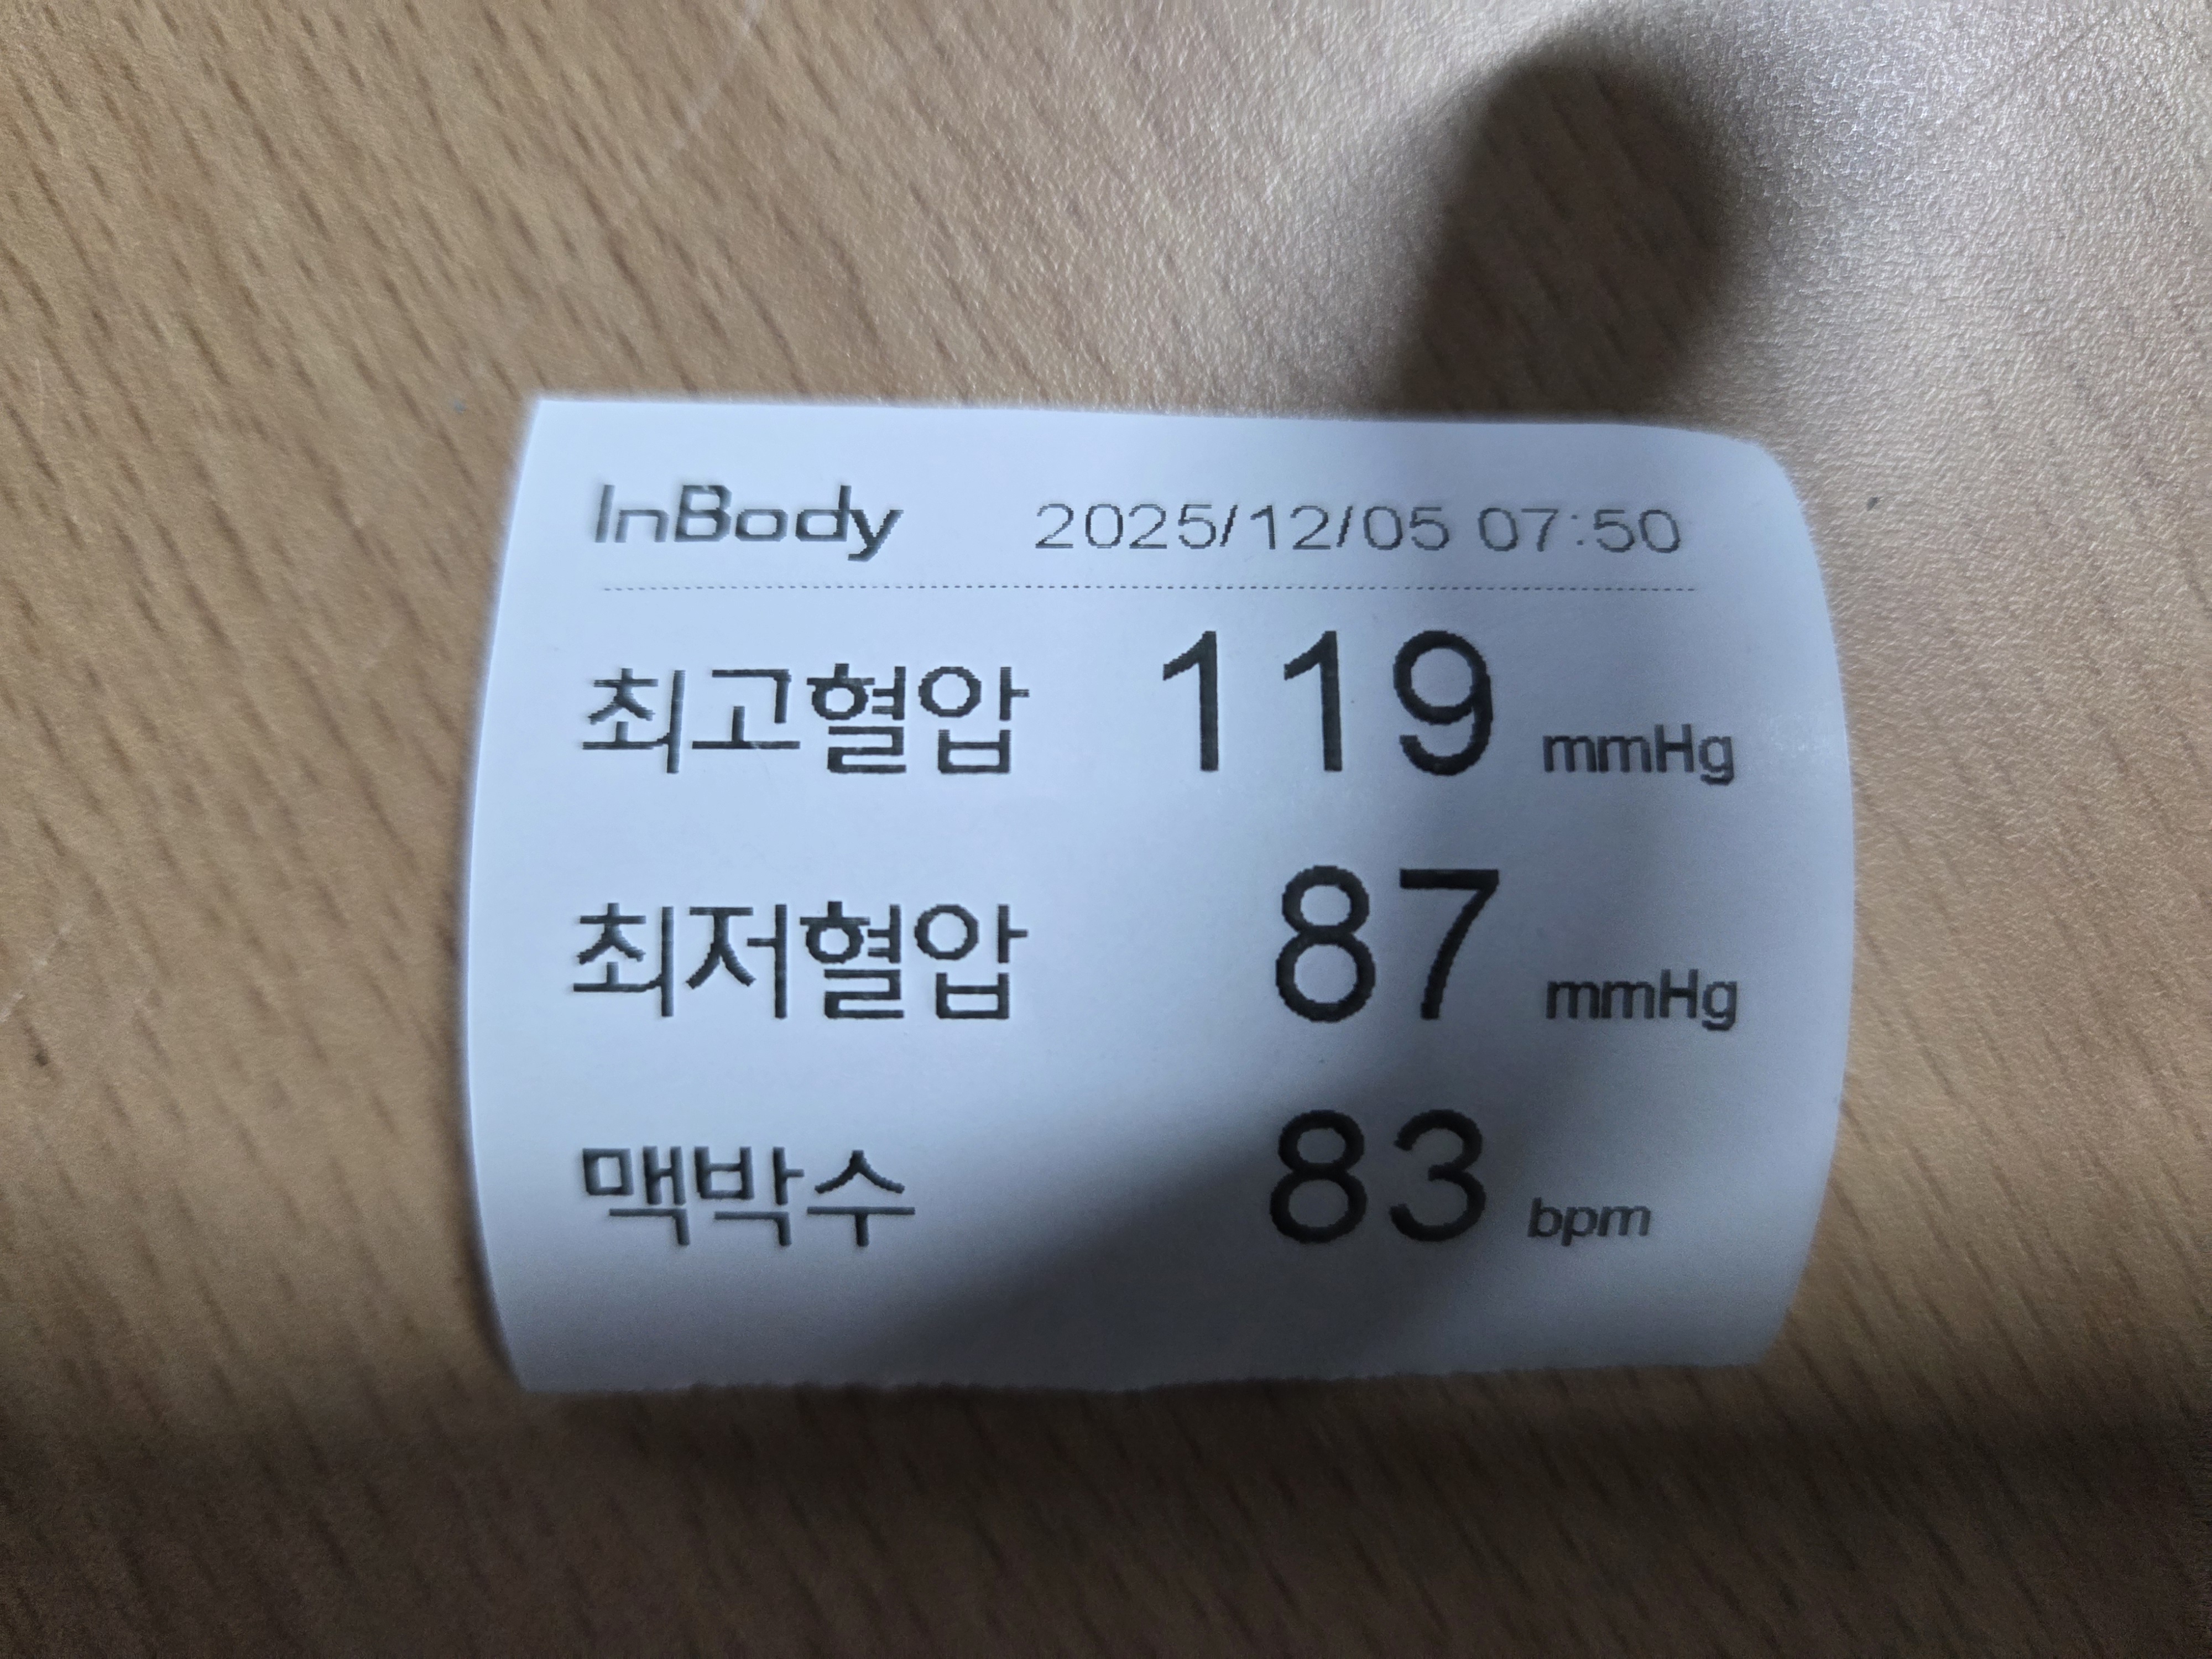 InBody 2025/12/05 07:50
최고혈압 119 mmHg
최저혈압 87 mmHg
맥박수 83 bpm